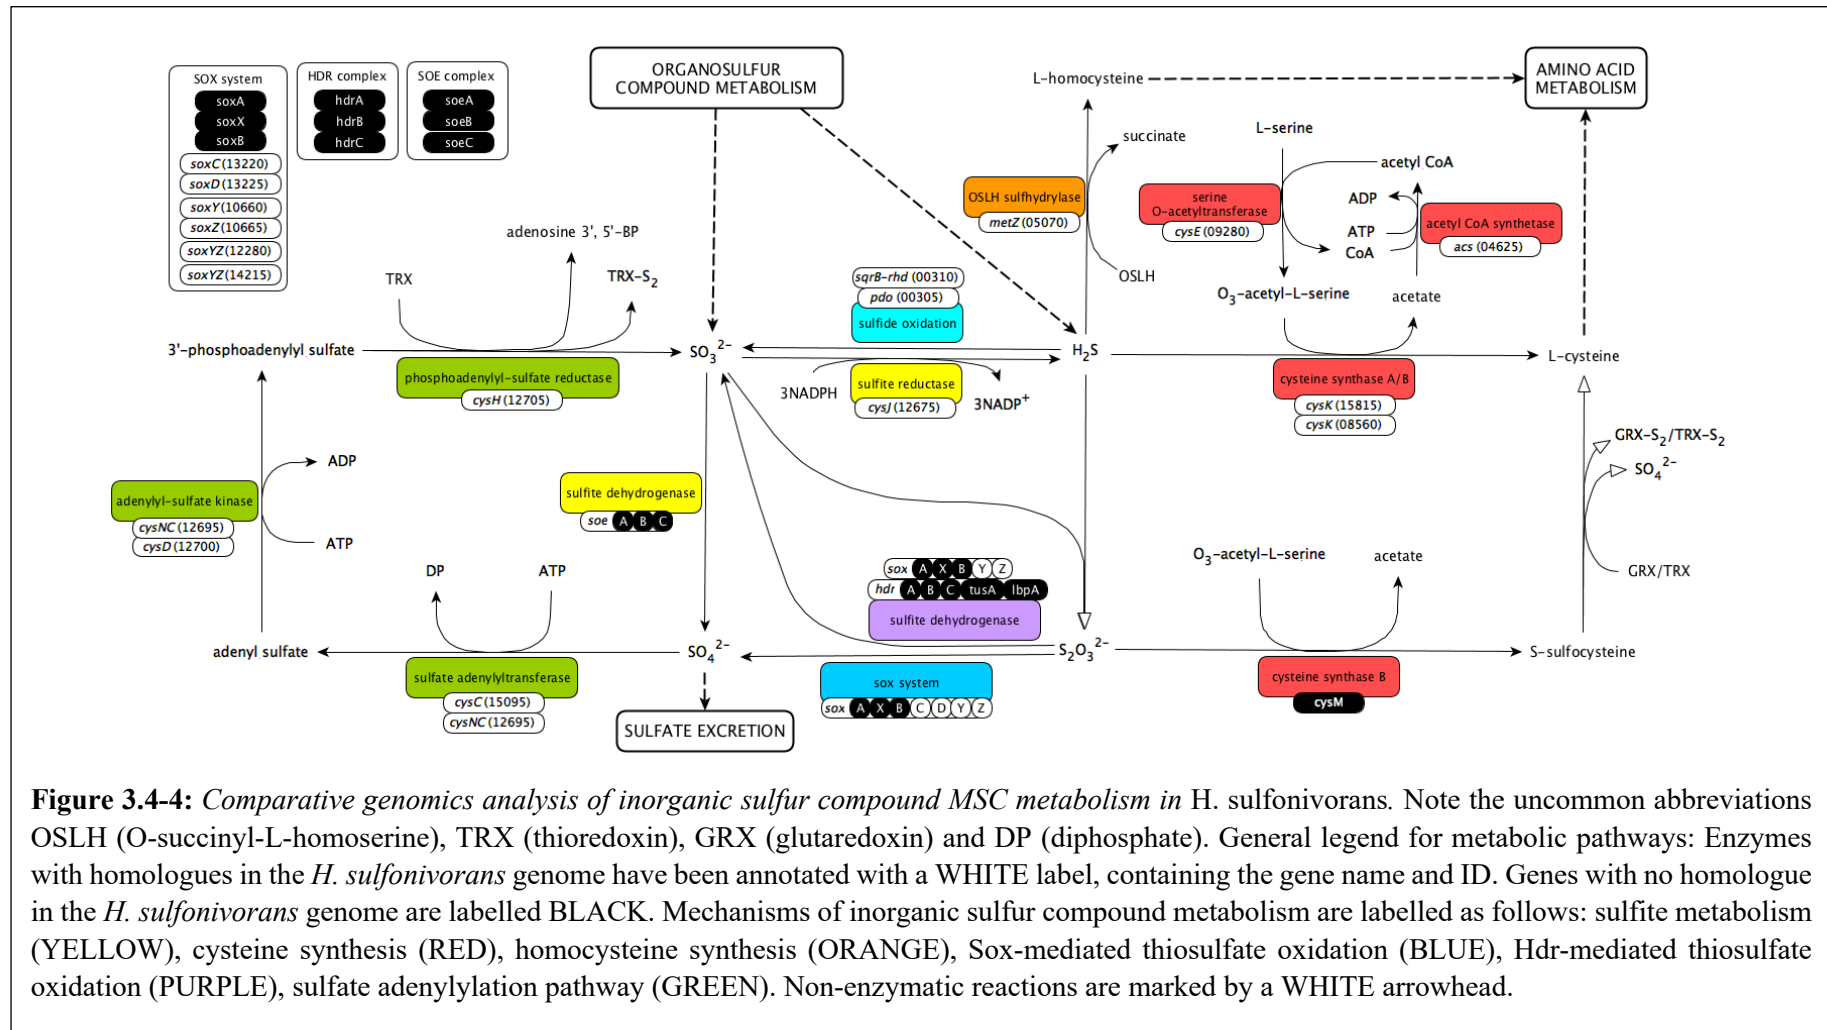 SOX system
soxA
soxX
soxB
soxC (13220)
soxD (13225)
soxY (10660)
soxZ (10665)
soxYZ (12280)
soxYZ (14215)
HDR complex
hdrA
hdrB
hdrC
SOE complex
soeA
soeB
soeC
ORGANOSULFUR
COMPOUND METABOLISM
L-homocysteine
AMINO ACID
METABOLISM
succinate
L-serine
acetyl CoA
OSLH sulfhydrylase
metZ (05070)
serine
O-acetyltransferase
cysE (09280)
ADP
ATP
CoA
acetyl CoA synthetase
acs (04625)
OSLH
O3-acetyl-L-serine
acetate
adenosine 3', 5'-BP
TRX
TRX-S2
sqrB-rhd (00310)
pdo (00305)
sulfide oxidation
3'-phosphoadenylyl sulfate
SO3 2−
H2S
L-cysteine
phosphoadenylyl-sulfate reductase
cysH (12705)
3NADPH
sulfite reductase
cysJ (12675)
3NADP+
cysteine synthase A/B
cysK (15815)
cysK (08560)
GRX-S2/TRX-S2
SO4 2−
ADP
adenylyl-sulfate kinase
cysNC (12695)
cysD (12700)
ATP
sulfite dehydrogenase
soe A B C
GRX/TRX
DP
ATP
sox A X B Y Z
hdr A B C tusA lbpA
sulfite dehydrogenase
O3-acetyl-L-serine
acetate
adenyl sulfate
SO4 2−
S2O3 2−
S-sulfocysteine
sulfate adenylyltransferase
cysC (15095)
cysNC (12695)
sox system
sox A X B C D Y Z
cysteine synthase B
cysM
SULFATE EXCRETION
Figure 3.4-4: Comparative genomics analysis of inorganic sulfur compound MSC metabolism in H. sulfonivorans. Note the uncommon abbreviations
OSLH (O-succinyl-L-homoserine), TRX (thioredoxin), GRX (glutaredoxin) and DP (diphosphate). General legend for metabolic pathways: Enzymes
with homologues in the H. sulfonivorans genome have been annotated with a WHITE label, containing the gene name and ID. Genes with no homologue
in the H. sulfonivorans genome are labelled BLACK. Mechanisms of inorganic sulfur compound metabolism are labelled as follows: sulfite metabolism
(YELLOW), cysteine synthesis (RED), homocysteine synthesis (ORANGE), Sox-mediated thiosulfate oxidation (BLUE), Hdr-mediated thiosulfate
oxidation (PURPLE), sulfate adenylylation pathway (GREEN). Non-enzymatic reactions are marked by a WHITE arrowhead.